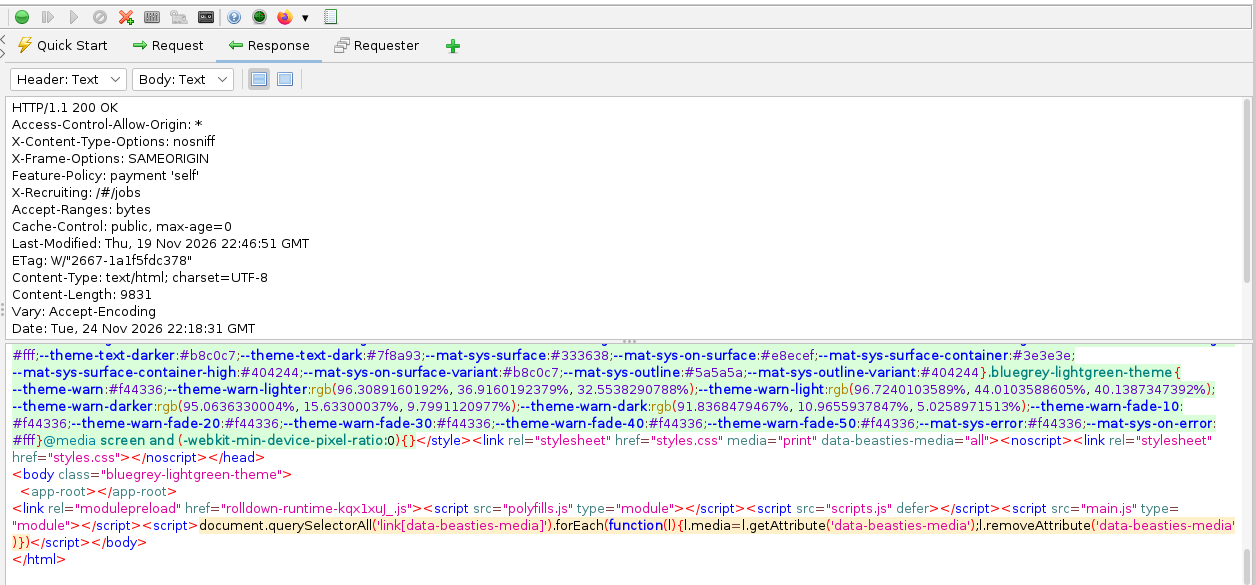 Quick Start Request Response Requester
Header: Text Body: Text
HTTP/1.1 200 OK
Access-Control-Allow-Origin: *
X-Content-Type-Options: nosniff
X-Frame-Options: SAMEORIGIN
Feature-Policy: payment 'self'
X-Recruiting: /#/jobs
Accept-Ranges: bytes
Cache-Control: public, max-age=0
Last-Modified: Thu, 19 Nov 2026 22:46:51 GMT
ETag: W/"2667-1a1f5fdc378"
Content-Type: text/html; charset=UTF-8
Content-Length: 9831
Vary: Accept-Encoding
Date: Tue, 24 Nov 2026 22:18:31 GMT
#fff;--theme-text-darker:#b8c0c7;--theme-text-dark:#7f8a93;--mat-sys-surface:#333638;--mat-sys-on-surface:#e8ecef;--mat-sys-surface-container:#3e3e3e;
--mat-sys-surface-container-high:#404244;--mat-sys-on-surface-variant:#b8c0c7;--mat-sys-outline:#5a5a5a;--mat-sys-outline-variant:#404244}.bluegrey-lightgreen-theme{
--theme-warn:#f44336;--theme-warn-lighter:rgb(96.3089160192%, 36.9160192379%, 32.5538290788%);--theme-warn-light:rgb(96.7240103589%, 44.0103588605%, 40.1387347392%);
--theme-warn-darker:rgb(95.0636330004%, 15.63300037%, 9.7991120977%);--theme-warn-dark:rgb(91.8368479467%, 10.9655937847%, 5.0258971513%);--theme-warn-fade-10:
#f44336;--theme-warn-fade-20:#f44336;--theme-warn-fade-30:#f44336;--theme-warn-fade-40:#f44336;--theme-warn-fade-50:#f44336;--mat-sys-error:#f44336;--mat-sys-on-error:
#fff}@media screen and (-webkit-min-device-pixel-ratio:0){}</style><link rel="stylesheet" href="styles.css" media="print" data-beasties-media="all"><noscript><link rel="stylesheet"
href="styles.css"></noscript></head>
<body class="bluegrey-lightgreen-theme">
<app-root></app-root>
<link rel="modulepreload" href="rolldown-runtime-kqx1xuJ_.js"><script src="polyfills.js" type="module"></script><script src="scripts.js" defer></script><script src="main.js" type=
"module"></script><script>document.querySelectorAll('link[data-beasties-media]').forEach(function(l){l.media=l.getAttribute('data-beasties-media');l.removeAttribute('data-beasties-media'
)})</script></body>
</html>